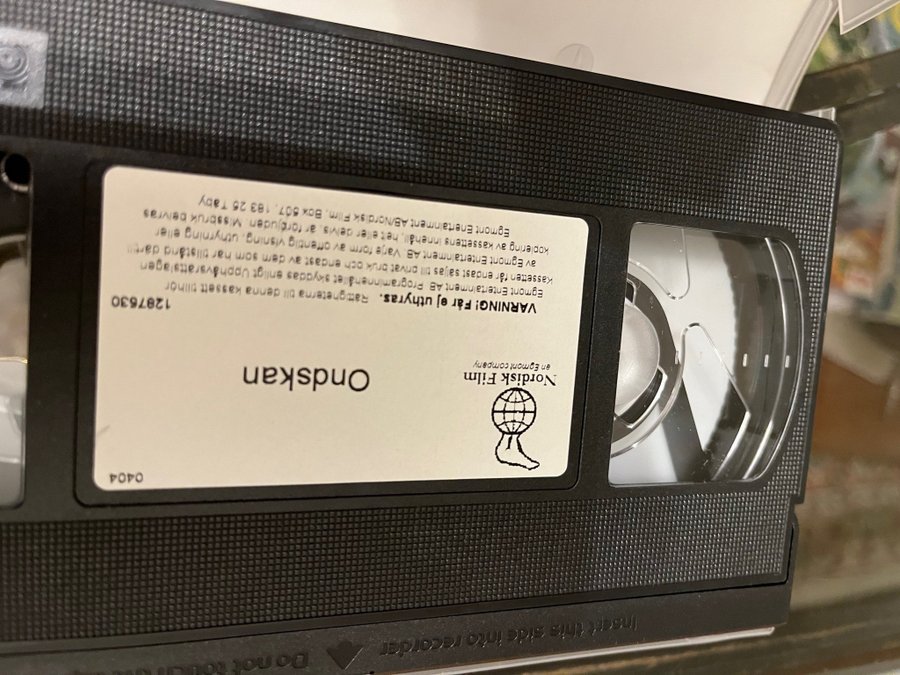 0404
Nordisk Film
an Egmont company
Ondskan
1287630
VARNING! Får ej uthyras. Rättigheterna till denna kassett tillhör
Egmont Entertainment AB. Programinnehållet skyddas enligt Upphovsrättslagen
kassetten får endast säljas till privat bruk och endast av dem som har tillstånd därtill
av Egmont Entertainment AB. Varje form av offentlig visning, uthyrning eller
kopiering av kassettens innehåll, helt eller delvis, är förbjuden. Missbruk beivras
Egmont Entertainment AB/Nordisk Film, Box 507, 183 25 Täby
Insert this side into recorder
Do not touch the